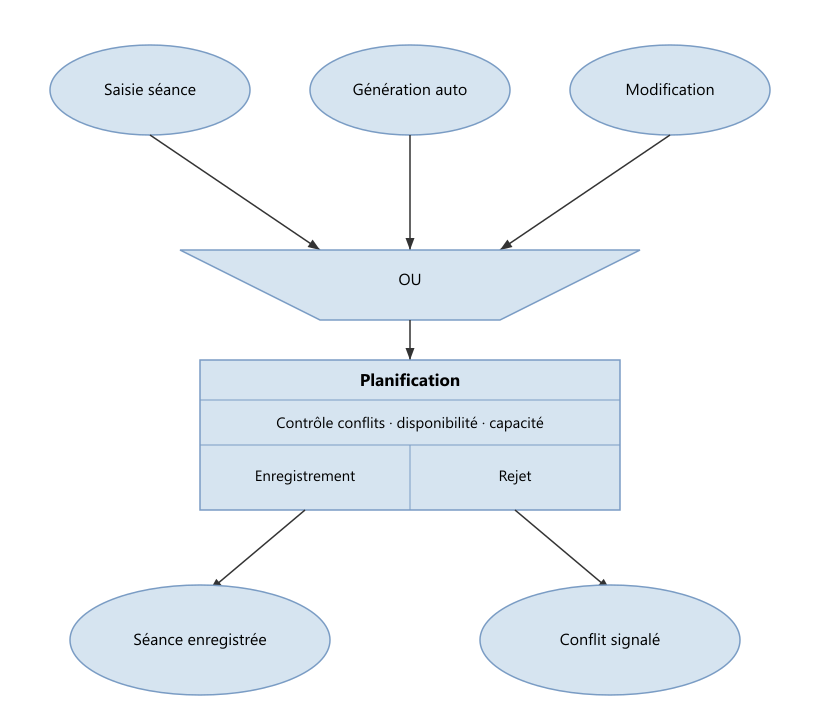 Saisie séance
Génération auto
Modification
OU
Planification
Contrôle conflits · disponibilité · capacité
Enregistrement
Rejet
Séance enregistrée
Conflit signalé